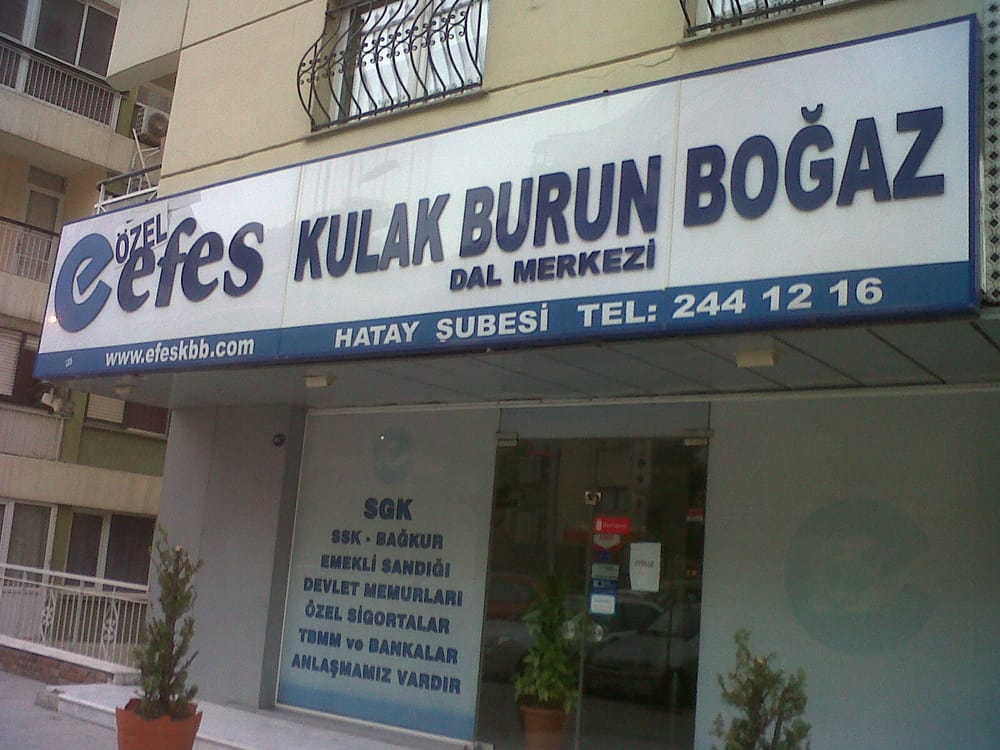 ÖZEL
efes
KULAK BURUN BOĞAZ
DAL MERKEZİ
www.efeskbb.com
HATAY ŞUBESİ TEL: 244 12 16
SGK
SSK - BAĞKUR
EMEKLİ SANDIĞI
DEVLET MEMURLARI
ÖZEL SİGORTALAR
TBMM ve BANKALAR
ANLAŞMAMIZ VARDIR